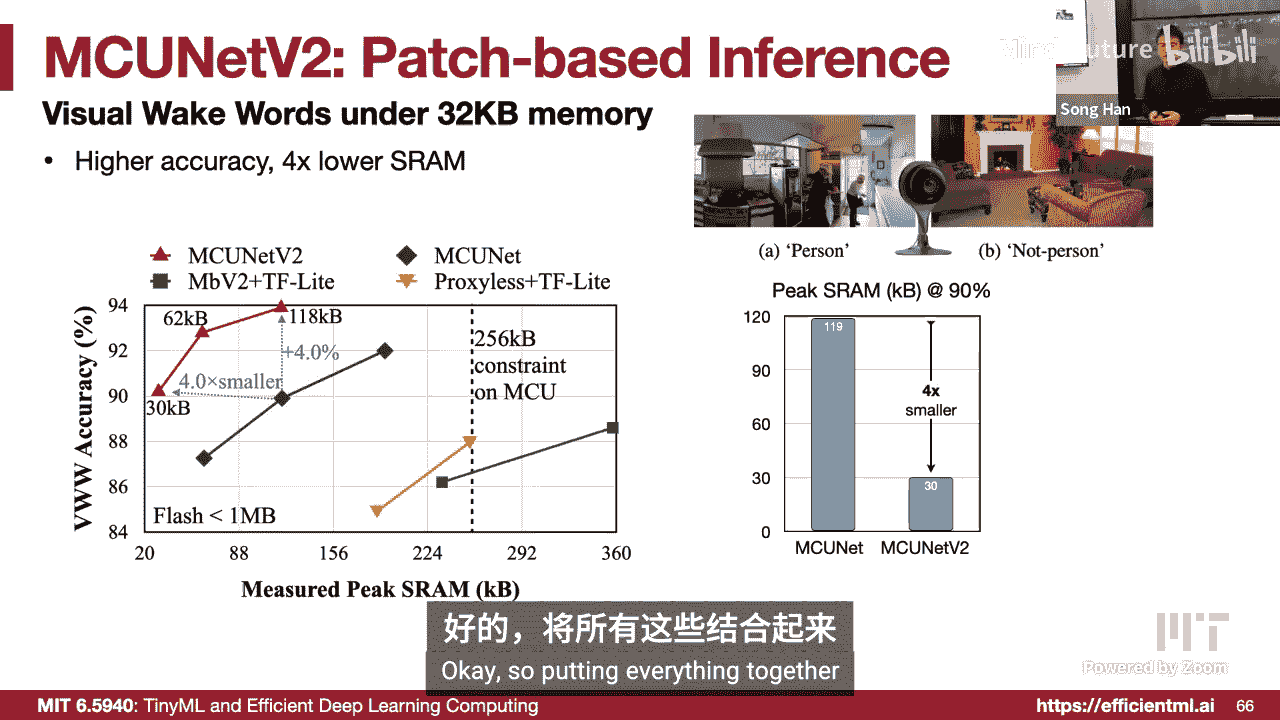 MCUNetV2: Patch-based Inference
bilibili
Song Han
Visual Wake Words under 32KB memory
• Higher accuracy, 4x lower SRAM
(a) ‘Person’
(b) ‘Not-person’
MCUNetV2
MCUNet
MbV2+TF-Lite
Proxyless+TF-Lite
VWW Accuracy (%)
94
92
90
88
86
84
62kB
118kB
+4.0%
4.0×smaller
30kB
256kB
constraint
on MCU
Flash < 1MB
20
88
156
224
292
360
Measured Peak SRAM (kB)
Peak SRAM (kB) @ 90%
120
90
60
30
0
119
4x
smaller
30
MCUNet
MCUNetV2
好的，将所有这些结合起来
Okay, so putting everything together
MIT
Powered by Zoom
MIT 6.5940: TinyML and Efficient Deep Learning Computing
https://efficientml.ai
66